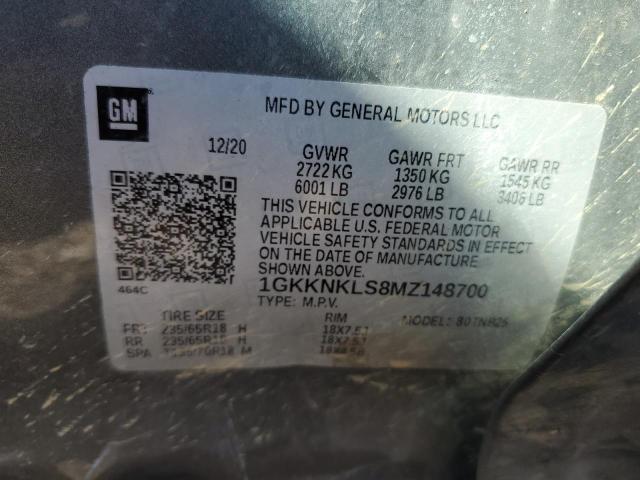 GM
MFD BY GENERAL MOTORS LLC
12/20 GVWR GAWR FRT GAWR RR
2722 KG 1350 KG 1545 KG
6001 LB 2976 LB 3406 LB
THIS VEHICLE CONFORMS TO ALL
APPLICABLE U.S. FEDERAL MOTOR
VEHICLE SAFETY STANDARDS IN EFFECT
ON THE DATE OF MANUFACTURE
SHOWN ABOVE.
464C
1GKKNKLS8MZ148700
TYPE: M.P.V. MODEL:
TIRE SIZE RIM
FRT 235/65R18 H 18X7.5J
RR 235/65R18 H 18X7.5J
SPA M